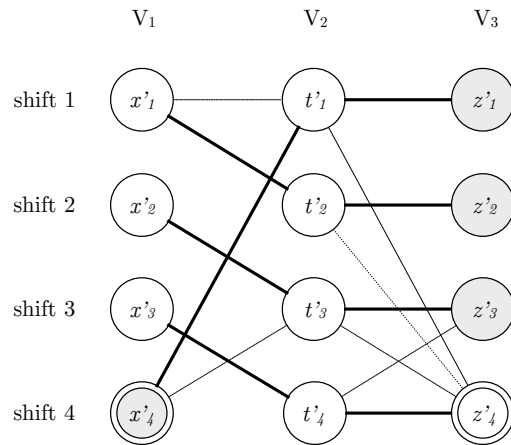 V₁ V₂ V₃
shift 1 x'₁ t'₁ z'₁
shift 2 x'₂ t'₂ z'₂
shift 3 x'₃ t'₃ z'₃
shift 4 x'₄ t'₄ z'₄